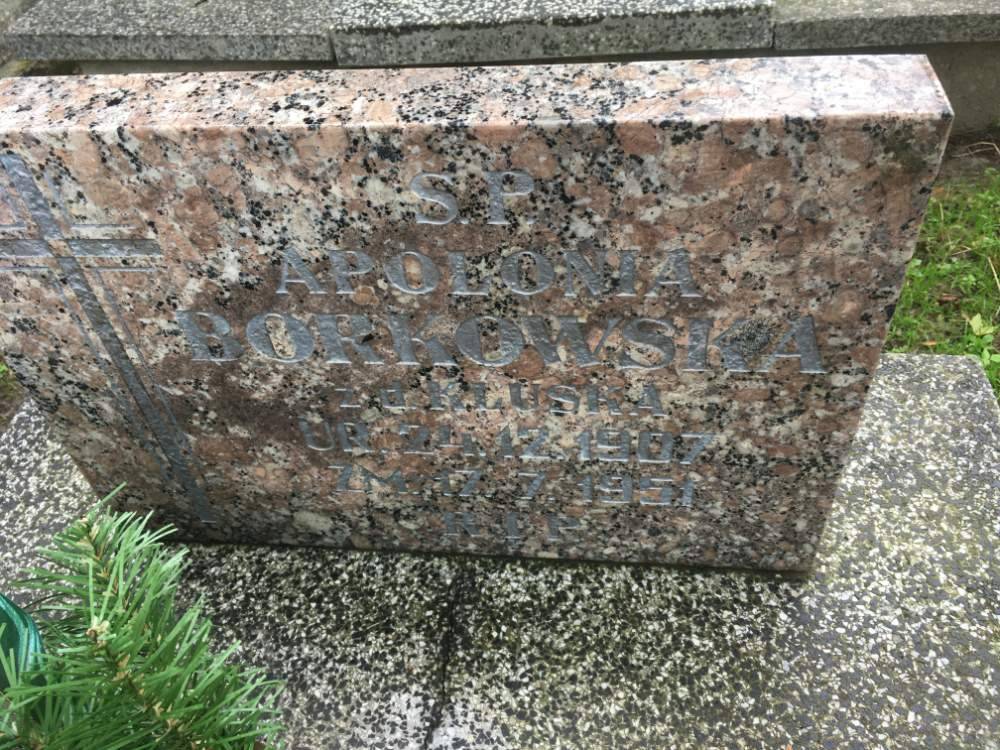 S.P.
APOLONIA
BORKOWSKA
z d. KLUSKA
UR. 24. 12. 1907
ZM. 17. 7. 1951
R.I.P.